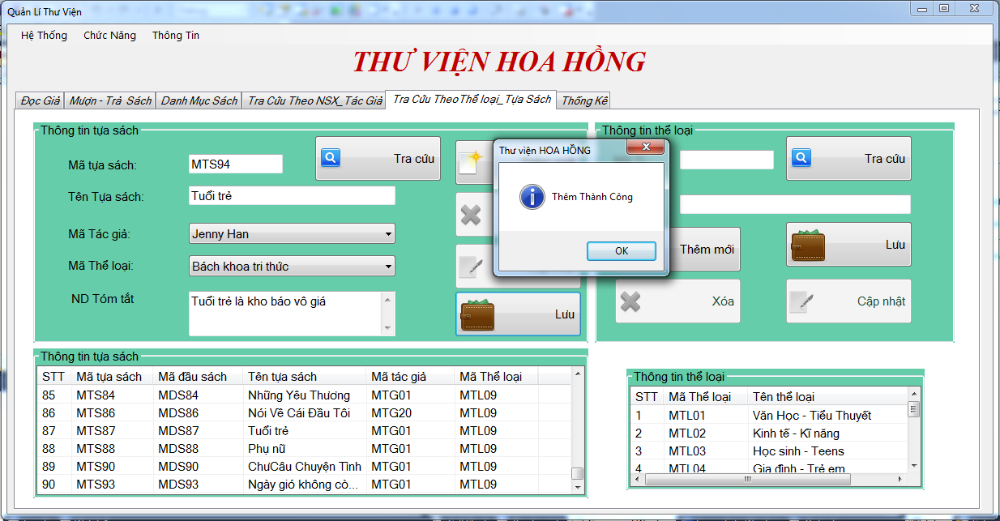 Quản Lí Thư Viện
Hệ Thống Chức Năng Thông Tin
THƯ VIỆN HOA HỒNG
Đọc Giả Mượn - Trả Sách Danh Mục Sách Tra Cứu Theo NSX_Tác Giả Tra Cứu TheoThể loại_Tựa Sách Thống Kê
Thông tin tựa sách
Mã tựa sách: MTS94 Tra cứu
Tên Tựa sách: Tuổi trẻ
Mã Tác giả: Jenny Han
Mã Thể loại: Bách khoa tri thức
ND Tóm tắt Tuổi trẻ là kho báo vô giá
Lưu
Thông tin thể loại
Tra cứu
Thêm mới Lưu
Xóa Cập nhật
Thư viện HOA HỒNG
Thêm Thành Công
OK
Thông tin tựa sách
STT Mã tựa sách Mã đầu sách Tên tựa sách Mã tác giả Mã Thể loại
85 MTS84 MDS84 Những Yêu Thương MTG01 MTL09
86 MTS86 MDS86 Nói Về Cái Đầu Tôi MTG20 MTL09
87 MTS87 MDS87 Tuổi trẻ MTG01 MTL09
88 MTS88 MDS88 Phụ nữ MTG01 MTL09
89 MTS90 MDS90 ChưCâu Chuyện Tình MTG01 MTL09
90 MTS93 MDS93 Ngày gió không cò... MTG01 MTL09
Thông tin thể loại
STT Mã Thể loại Tên thể loại
1 MTL01 Văn Học - Tiểu Thuyết
2 MTL02 Kinh tế - Kĩ năng
3 MTL03 Học sinh - Teens
4 MTL04 Gia đình - Trẻ em